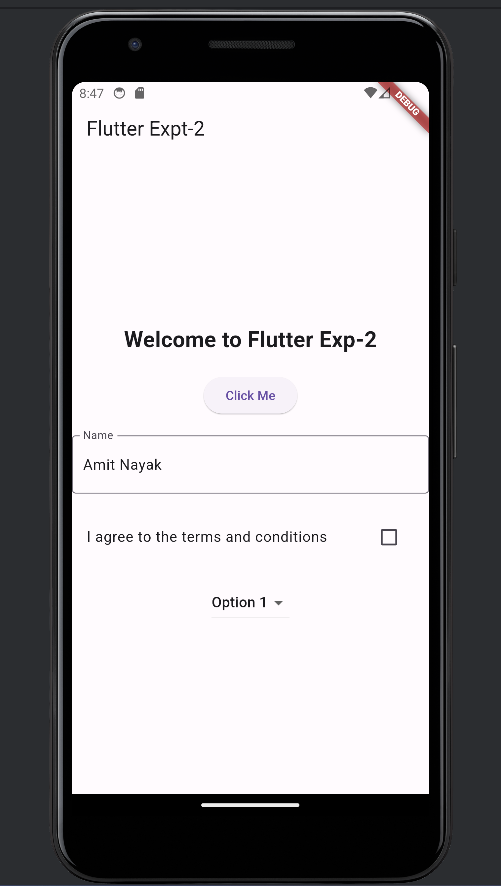 8:47
DEBUG
Flutter Expt-2
Welcome to Flutter Exp-2
Click Me
Name
Amit Nayak
I agree to the terms and conditions
Option 1